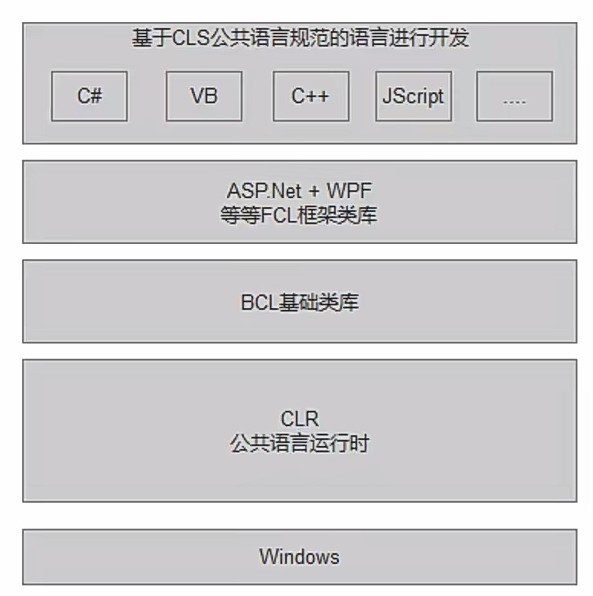 基于CLS公共语言规范的语言进行开发
C#
VB
C++
JScript
....
ASP.Net + WPF
等等FCL框架类库
BCL基础类库
CLR
公共语言运行时
Windows